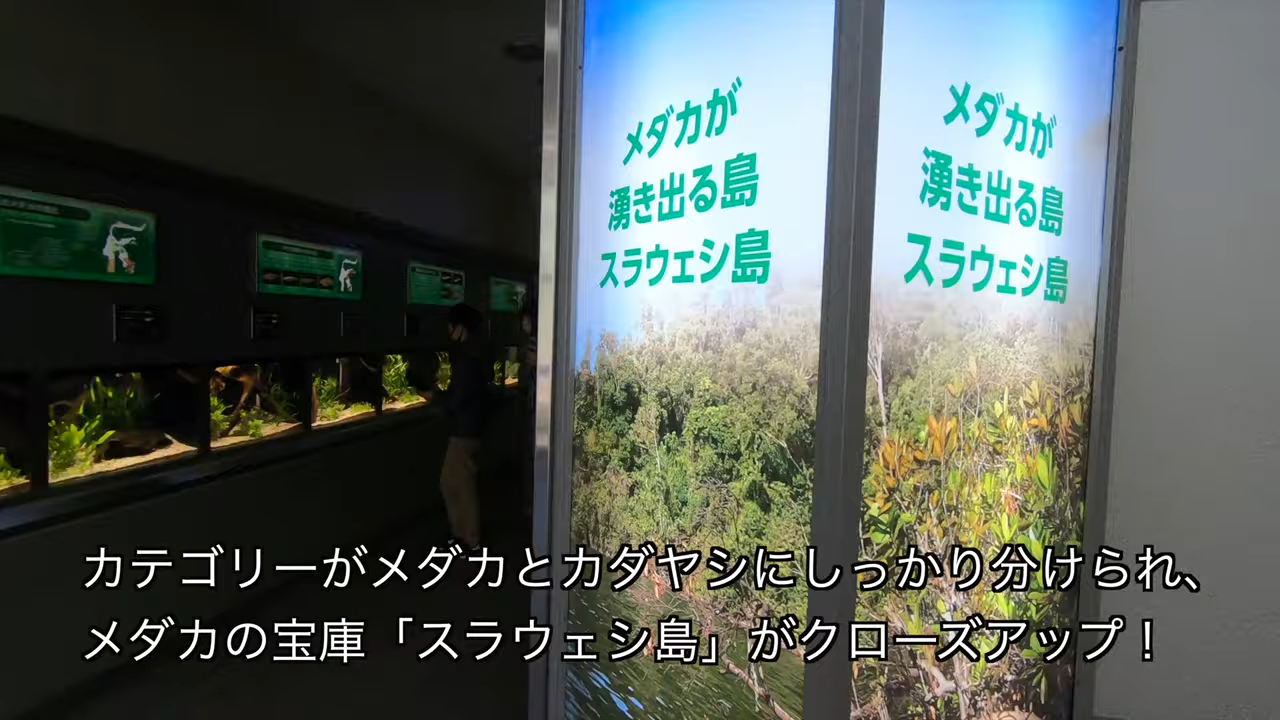 メダカが
湧き出る島
スラウェシ島
メダカが
湧き出る島
スラウェシ島
カテゴリーがメダカとカダヤシにしっかり分けられ、
メダカの宝庫「スラウェシ島」がクローズアップ！